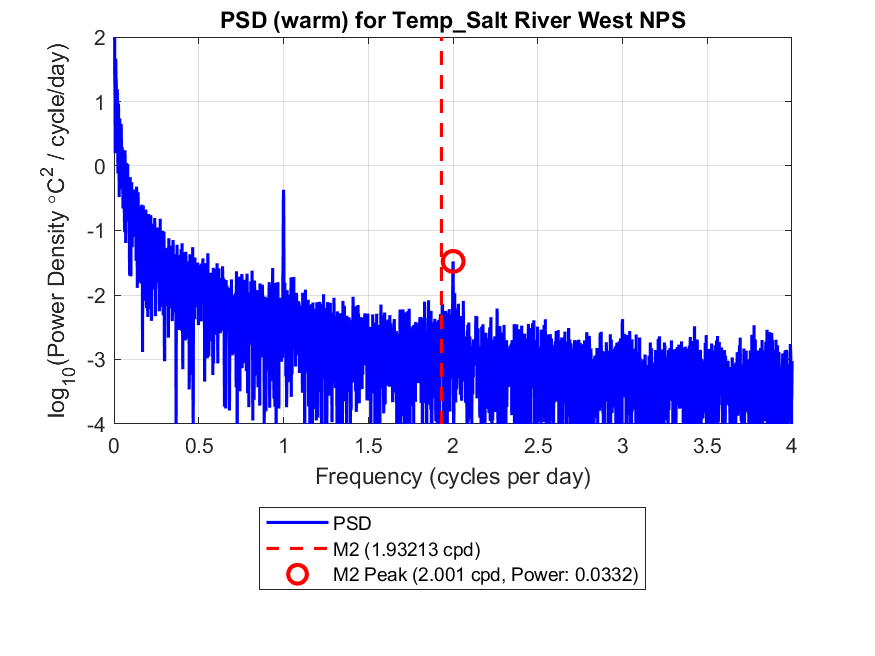 PSD (warm) for Temp_Salt River West NPS
log10(Power Density °C2 / cycle/day)
2
1
0
-1
-2
-3
-4
0 0.5 1 1.5 2 2.5 3 3.5 4
Frequency (cycles per day)
PSD
M2 (1.93213 cpd)
M2 Peak (2.001 cpd, Power: 0.0332)